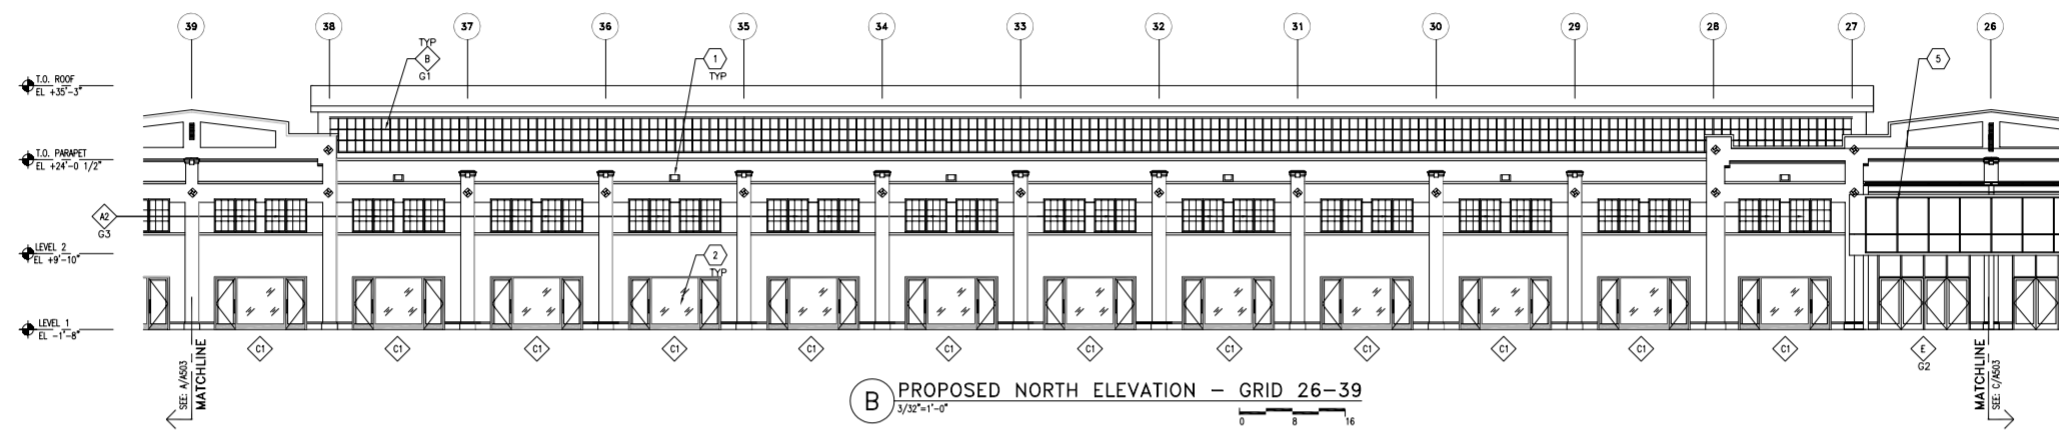 39 38 37 36 35 34 33 32 31 30 29 28 27 26
TYP
B
G1
1
TYP
5
T.O. ROOF
EL +35'-3"
T.O. PARAPET
EL +24'-0 1/2"
A2
G3
LEVEL 2
EL +9'-10"
2
TYP
LEVEL 1
EL -1'-8"
C1 C1 C1 C1 C1 C1 C1 C1 C1 C1 C1 C1
E
G2
SEE: A/A503
MATCHLINE
MATCHLINE
SEE: C/A503
B
PROPOSED NORTH ELEVATION – GRID 26–39
3/32"=1'-0"
0 8 16